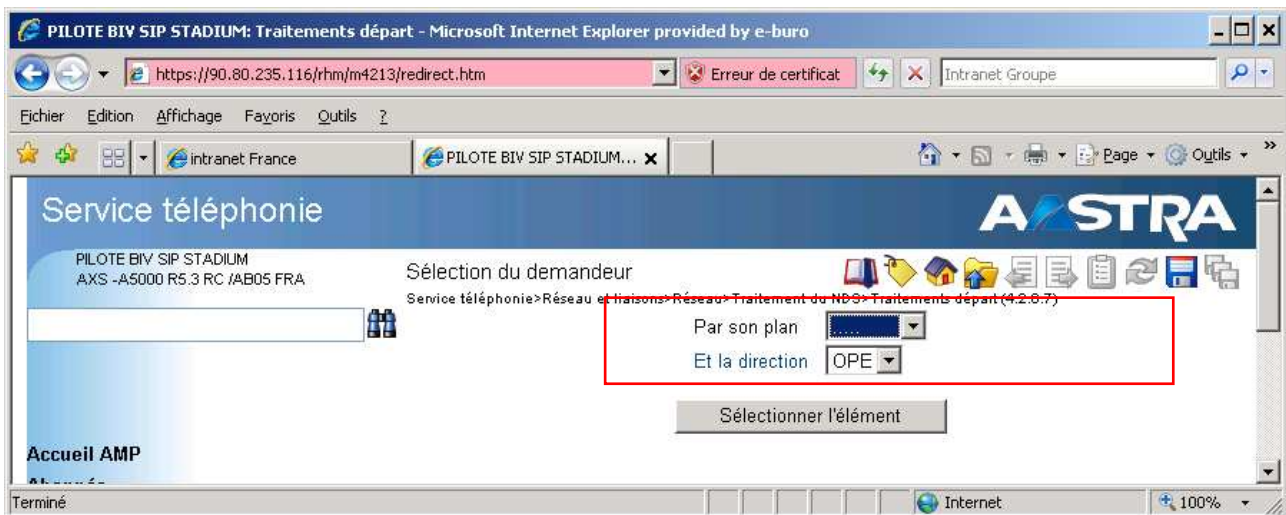 PILOTE BIV SIP STADIUM: Traitements départ - Microsoft Internet Explorer provided by e-buro
https://90.80.235.116/rhm/m4213/redirect.htm
Erreur de certificat
Intranet Groupe
Fichier Edition Affichage Favoris Outils ?
intranet France
PILOTE BIV SIP STADIUM...
Page
Outils
Service téléphonie
AASTRA
PILOTE BIV SIP STADIUM
AXS -A5000 R5.3 RC /AB05 FRA
Sélection du demandeur
Service téléphonie>Réseau et liaisons>Réseau>Traitement du NDS>Traitements départ (4.2.6.7)
Par son plan .....
Et la direction OPE
Sélectionner l'élément
Accueil AMP
Abonnés
Terminé
Internet
100%